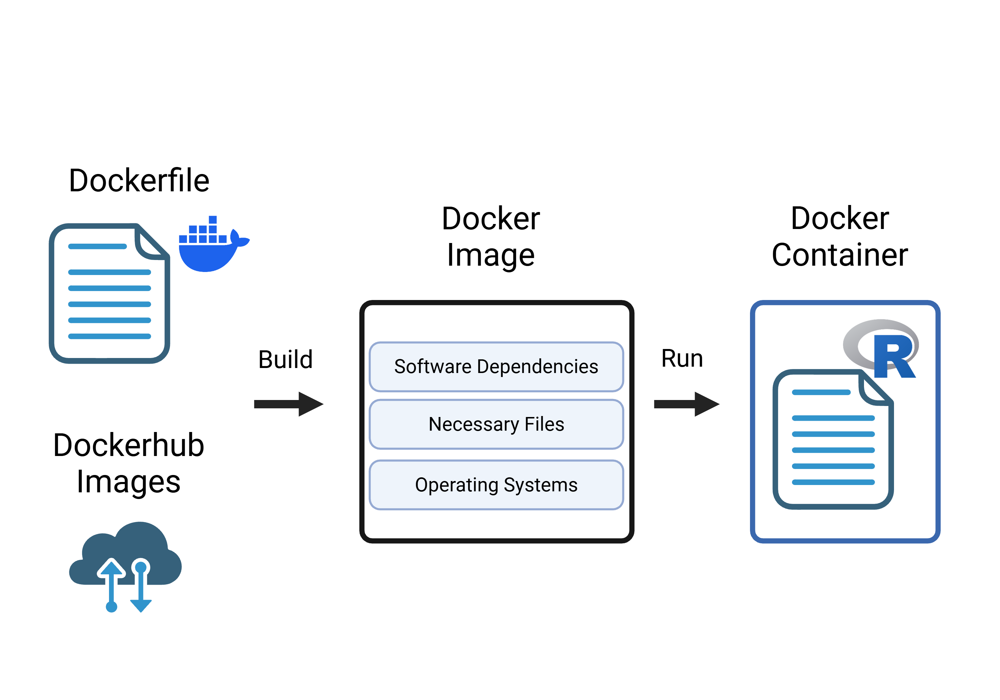 Dockerfile
Dockerhub
Images
Build
Docker
Image
Software Dependencies
Necessary Files
Operating Systems
Run
Docker
Container
R